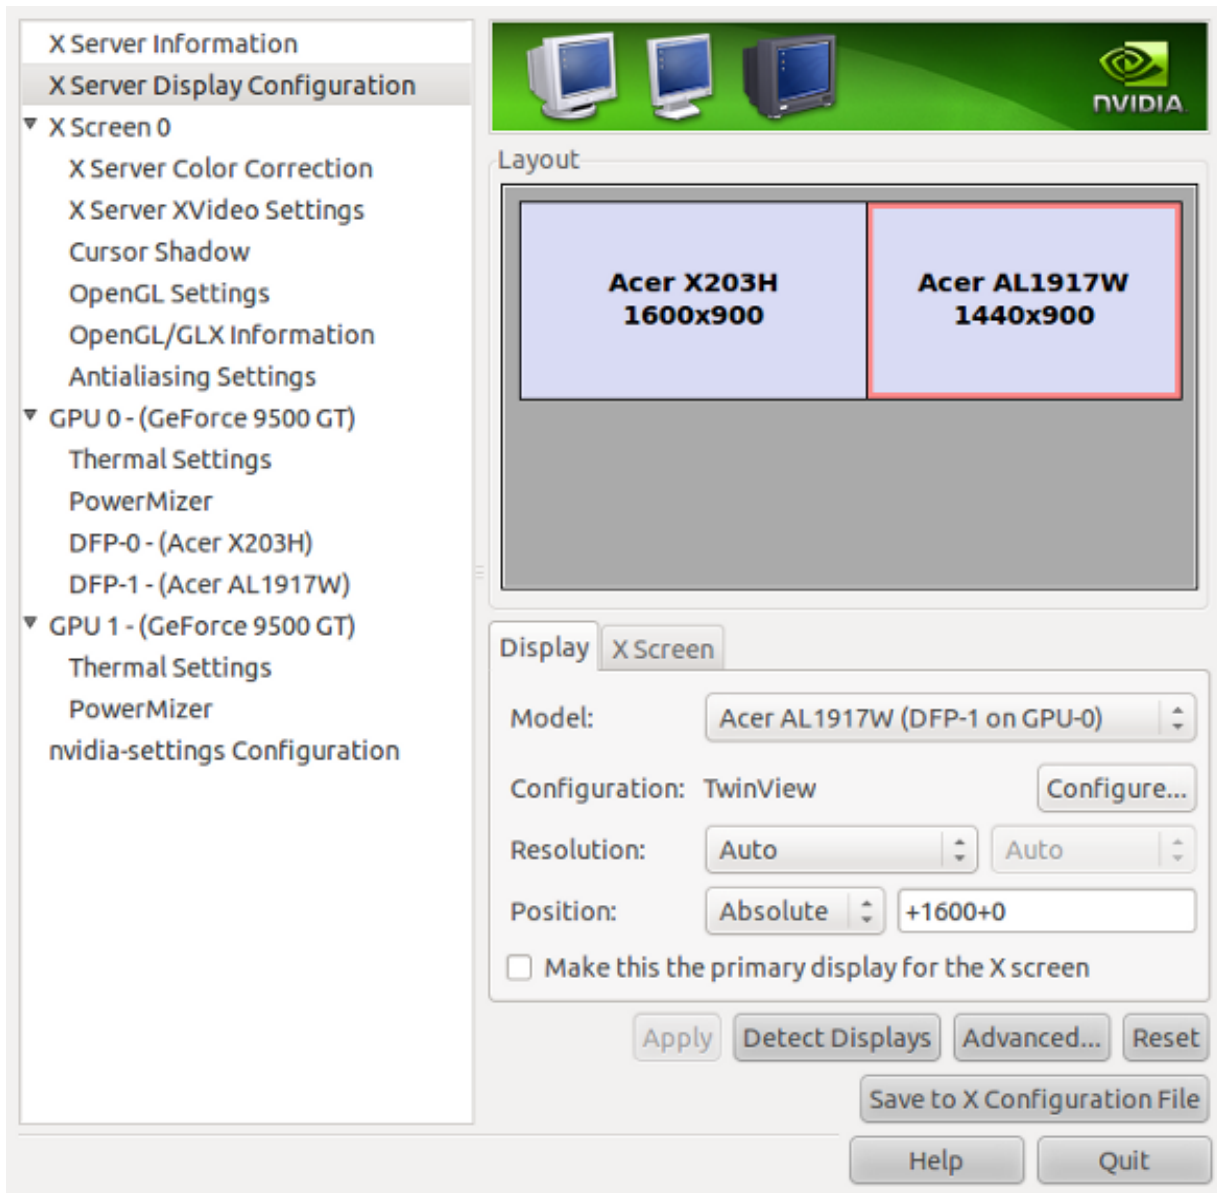 X Server Information
X Server Display Configuration
X Screen 0
X Server Color Correction
X Server XVideo Settings
Cursor Shadow
OpenGL Settings
OpenGL/GLX Information
Antialiasing Settings
GPU 0 - (GeForce 9500 GT)
Thermal Settings
PowerMizer
DFP-0 - (Acer X203H)
DFP-1 - (Acer AL1917W)
GPU 1 - (GeForce 9500 GT)
Thermal Settings
PowerMizer
nvidia-settings Configuration
NVIDIA
Layout
Acer X203H
1600x900
Acer AL1917W
1440x900
Display X Screen
Model: Acer AL1917W (DFP-1 on GPU-0)
Configuration: TwinView Configure...
Resolution: Auto Auto
Position: Absolute +1600+0
Make this the primary display for the X screen
Apply Detect Displays Advanced... Reset
Save to X Configuration File
Help Quit